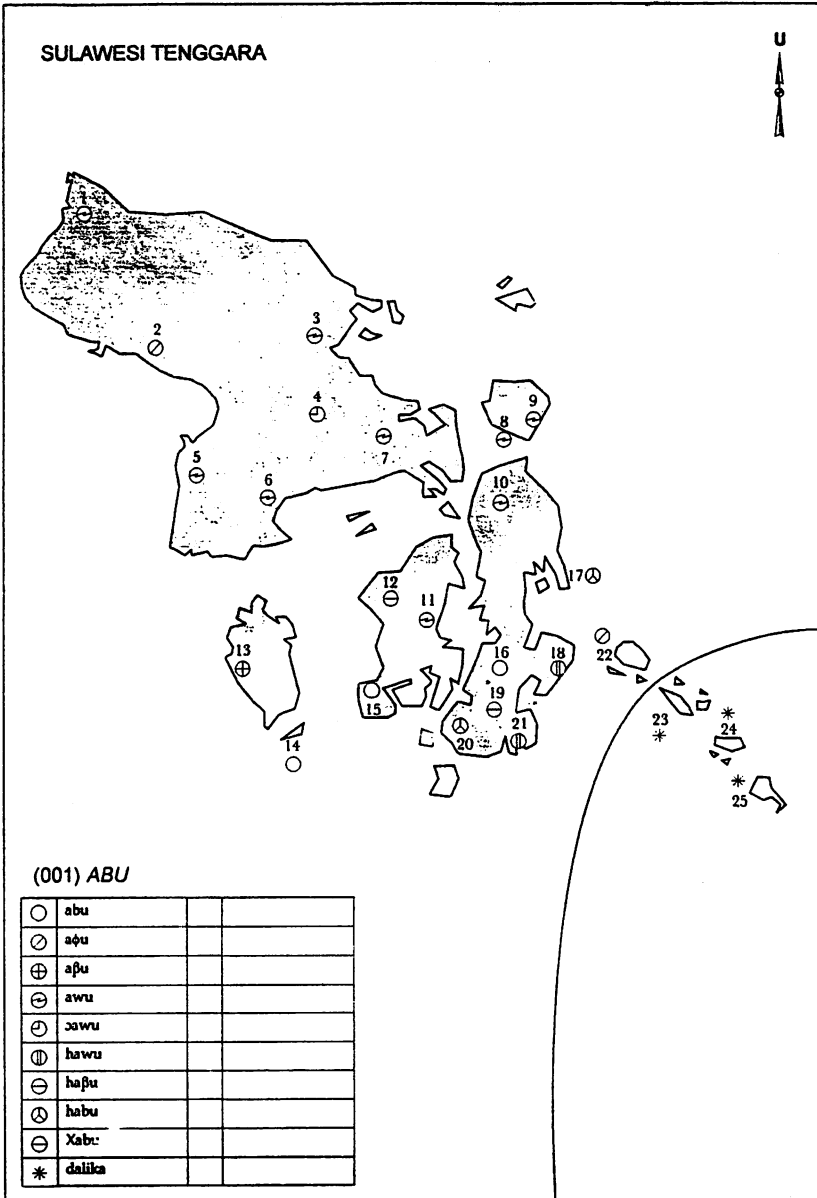 SULAWESI TENGGARA
U
1
2
3
4
5
6
7
8
9
10
11
12
13
14
15
16
17
18
19
20
21
22
23
24
25
(001) ABU
abu
aɸu
aβu
awu
ɔawu
hawu
haβu
habu
Xabu
dalika